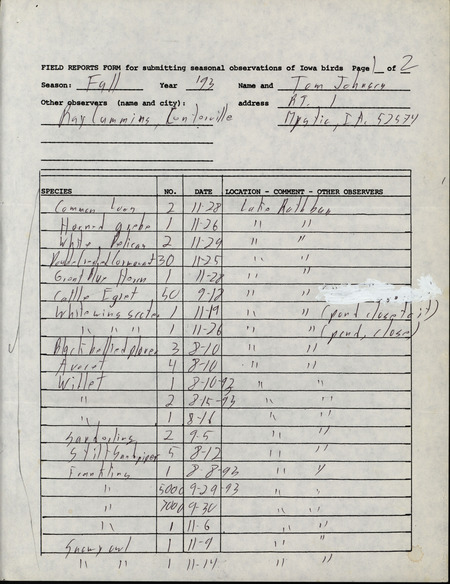 FIELD REPORTS FORM for submitting seasonal observations of Iowa birds Page 1 of 2
Season: Fall Year '93 Name and Tom Johnson
Other observers (name and city): address RT. 1
Ray Cummins, Centerville Mystic, IA. 52574
SPECIES NO. DATE LOCATION - COMMENT - OTHER OBSERVERS
Common Loon 2 11-28 Lake Rathbun
Horned grebe 1 11-26 " "
White Pelican 2 11-29 " "
Double-Crested Cormorant 30 11-25 " "
Great Blue Heron 1 11-28 " "
Cattle Egret 50 9-12 " "
Whitewing scoter 1 11-19 " " (pond close to it)
" " " 1 11-26 " " (pond, close)
Black bellied plover 3 8-10 " "
Avocet 4 8-10 " "
Willet 1 8-10-93 " "
" 2 8-15-93 " "
" 1 8-16 " "
Sanderling 2 9-5 " "
Stilt Sandpiper 5 8-12 " "
Franklins 1 8-8-93 " "
" 5000 9-29-93 " "
" 7000 9-30 " "
" 1 11-6 " "
Snowy owl 1 11-9 " "
" " 1 11-14 " "